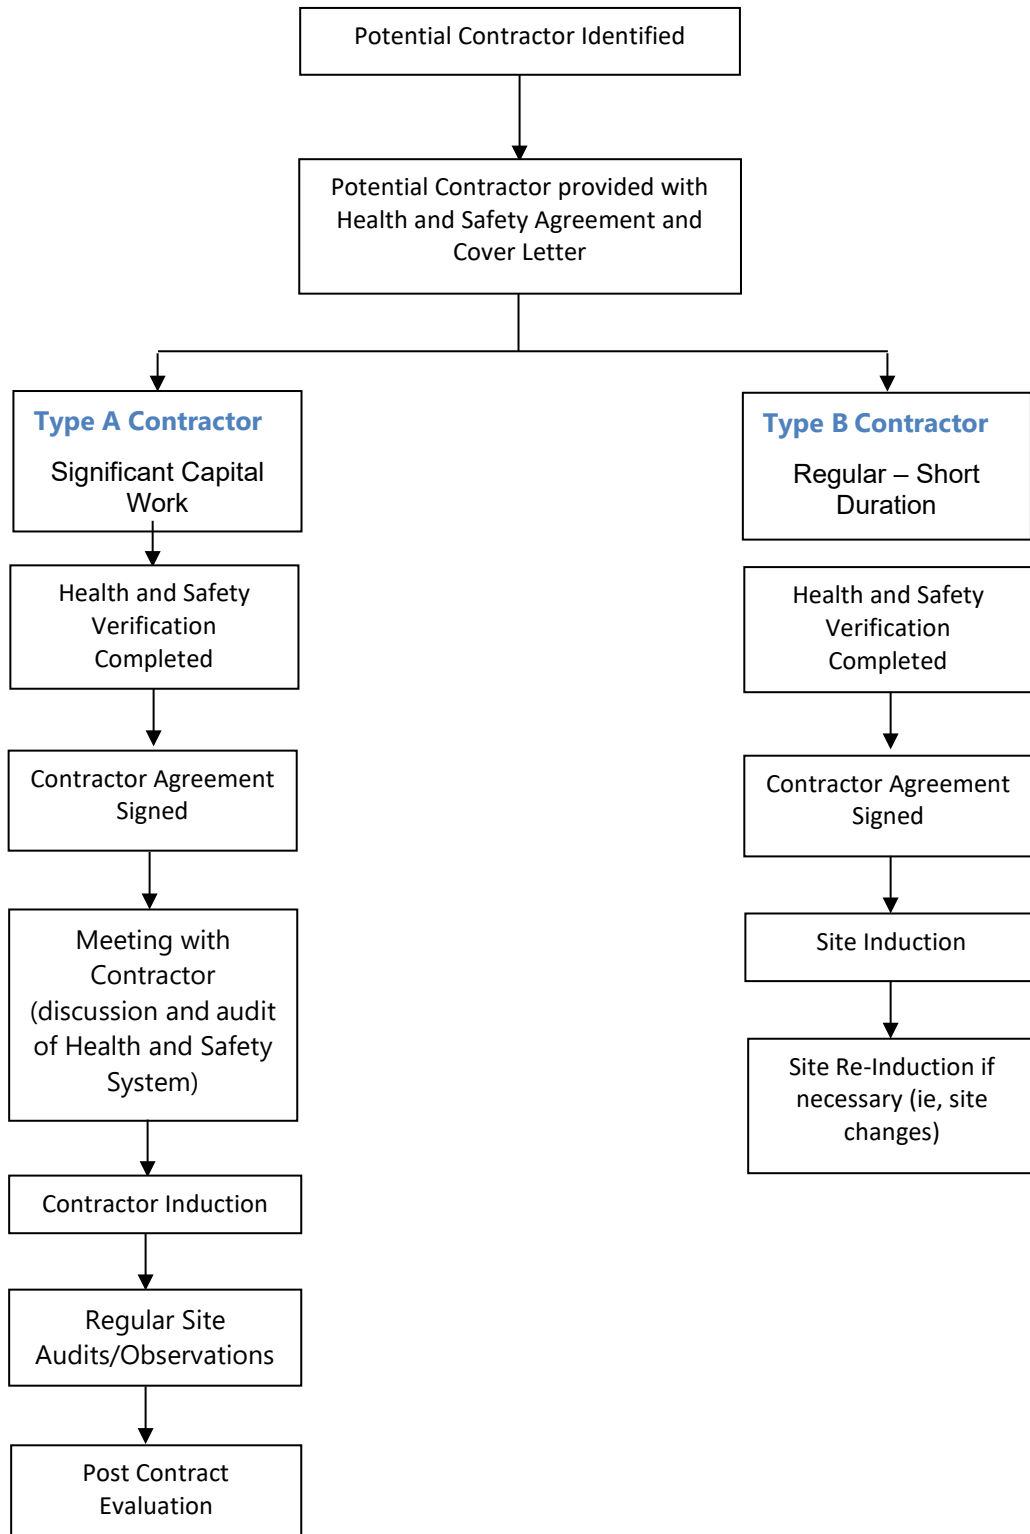 Potential Contractor Identified
Potential Contractor provided with
Health and Safety Agreement and
Cover Letter
Type A Contractor
Significant Capital
Work
Health and Safety
Verification
Completed
Contractor Agreement
Signed
Meeting with
Contractor
(discussion and audit
of Health and Safety
System)
Contractor Induction
Regular Site
Audits/Observations
Post Contract
Evaluation
Type B Contractor
Regular – Short
Duration
Health and Safety
Verification
Completed
Contractor Agreement
Signed
Site Induction
Site Re-Induction if
necessary (ie, site
changes)